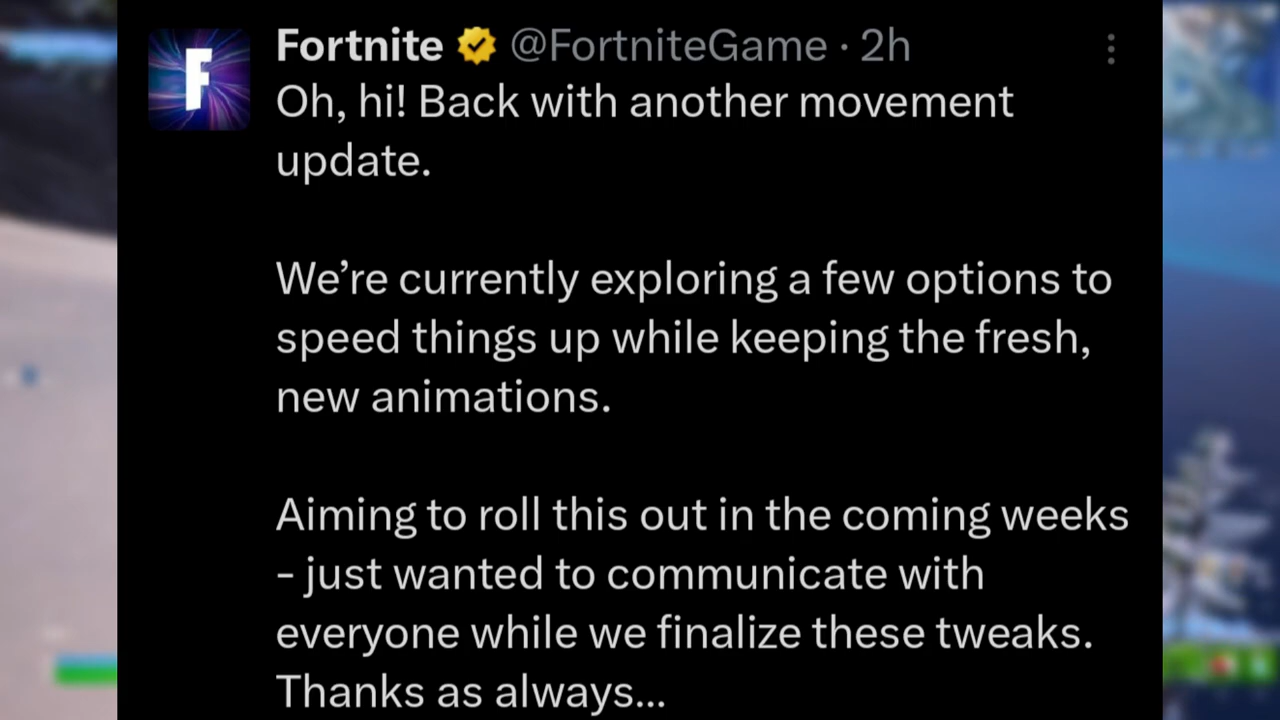 Fortnite @FortniteGame · 2h
Oh, hi! Back with another movement
update.
We’re currently exploring a few options to
speed things up while keeping the fresh,
new animations.
Aiming to roll this out in the coming weeks
- just wanted to communicate with
everyone while we finalize these tweaks.
Thanks as always...